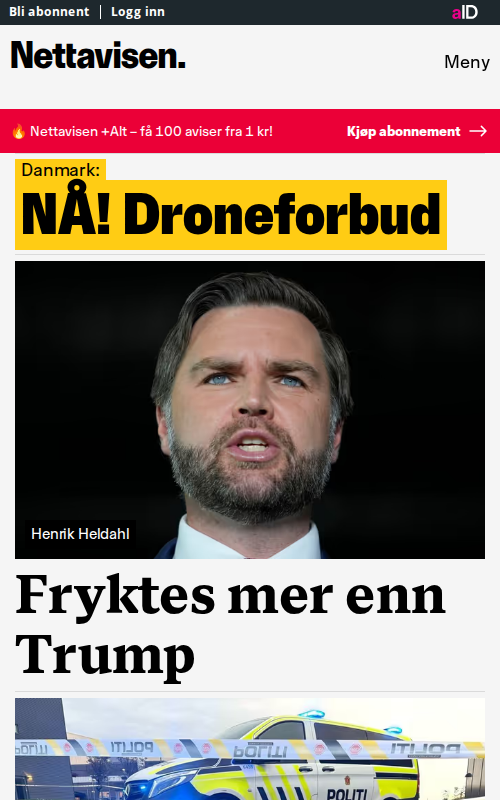 Bli abonnent | Logg inn
aID
Nettavisen.
Meny
🔥 Nettavisen +Alt – få 100 aviser fra 1 kr!
Kjøp abonnement →
Danmark:
NÅ! Droneforbud
Henrik Heldahl
Fryktes mer enn
Trump
POLITI
POLITI
POLITI
POLITI
POLITI